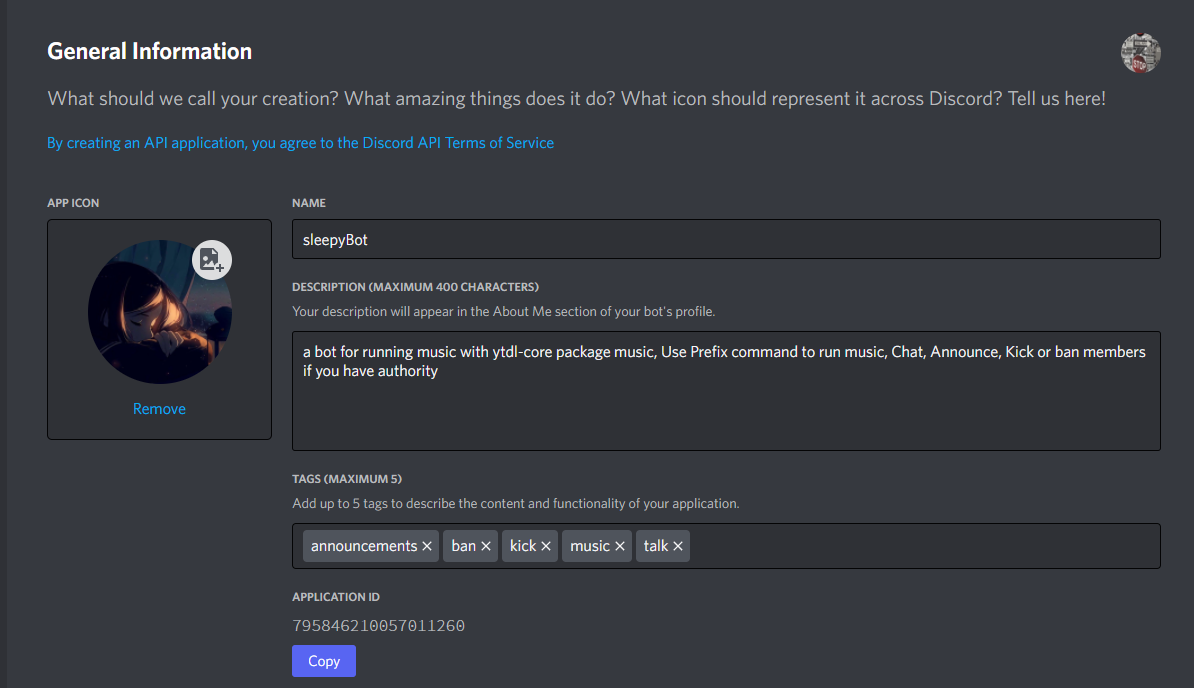 General Information
STOP
What should we call your creation? What amazing things does it do? What icon should represent it across Discord? Tell us here!
By creating an API application, you agree to the Discord API Terms of Service
APP ICON
Remove
NAME
sleepyBot
DESCRIPTION (MAXIMUM 400 CHARACTERS)
Your description will appear in the About Me section of your bot's profile.
a bot for running music with ytdl-core package music, Use Prefix command to run music, Chat, Announce, Kick or ban members
if you have authority
TAGS (MAXIMUM 5)
Add up to 5 tags to describe the content and functionality of your application.
announcements × ban × kick × music × talk ×
APPLICATION ID
795846210057011260
Copy